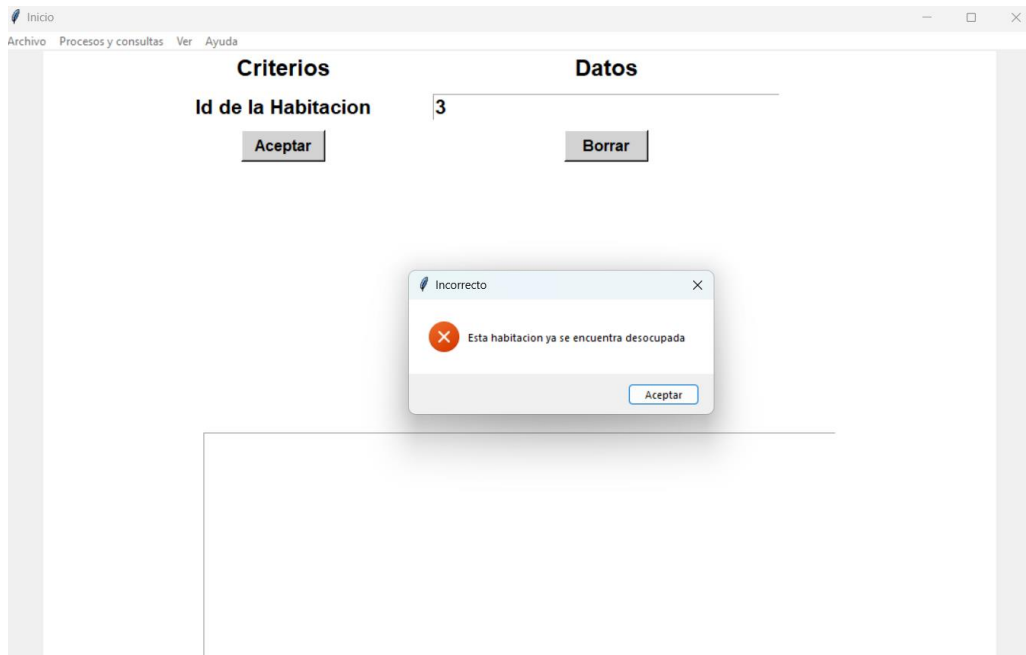 Inicio
Archivo Procesos y consultas Ver Ayuda
Criterios Datos
Id de la Habitacion 3
Aceptar Borrar
Incorrecto
Esta habitacion ya se encuentra desocupada
Aceptar